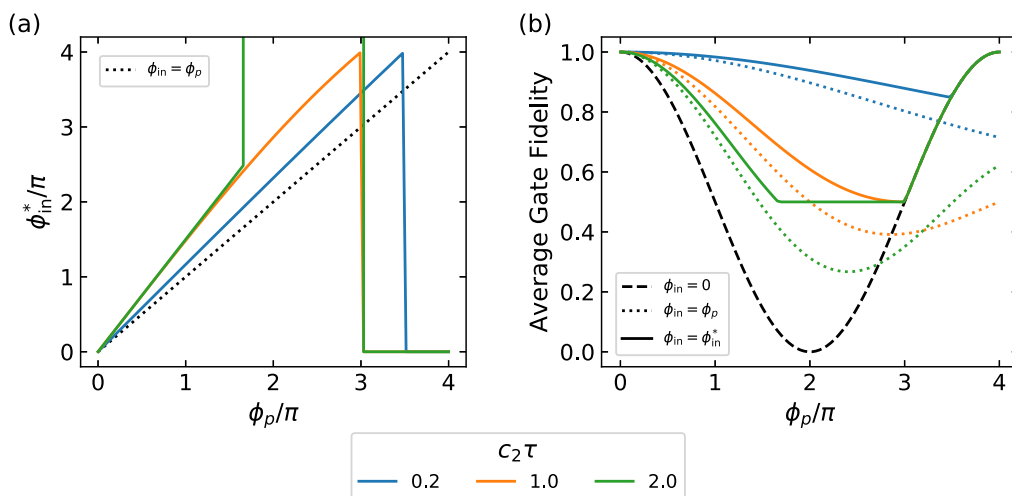 (a)
4
3
2
1
0
ϕ*in/π
ϕin = ϕp
0 1 2 3 4
ϕp/π
(b)
1.0
0.8
0.6
0.4
0.2
0.0
Average Gate Fidelity
ϕin = 0
ϕin = ϕp
ϕin = ϕ*in
0 1 2 3 4
ϕp/π
c2τ
0.2 1.0 2.0